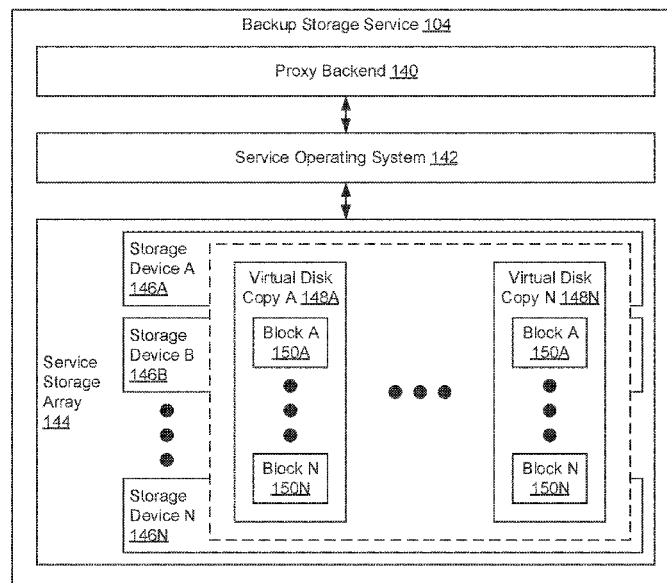 Backup Storage Service 104
Proxy Backend 140
Service Operating System 142
Service
Storage
Array
144
Storage
Device A
146A
Storage
Device B
146B
Storage
Device N
146N
Virtual Disk
Copy A 148A
Block A
150A
Block N
150N
Virtual Disk
Copy N 148N
Block A
150A
Block N
150N